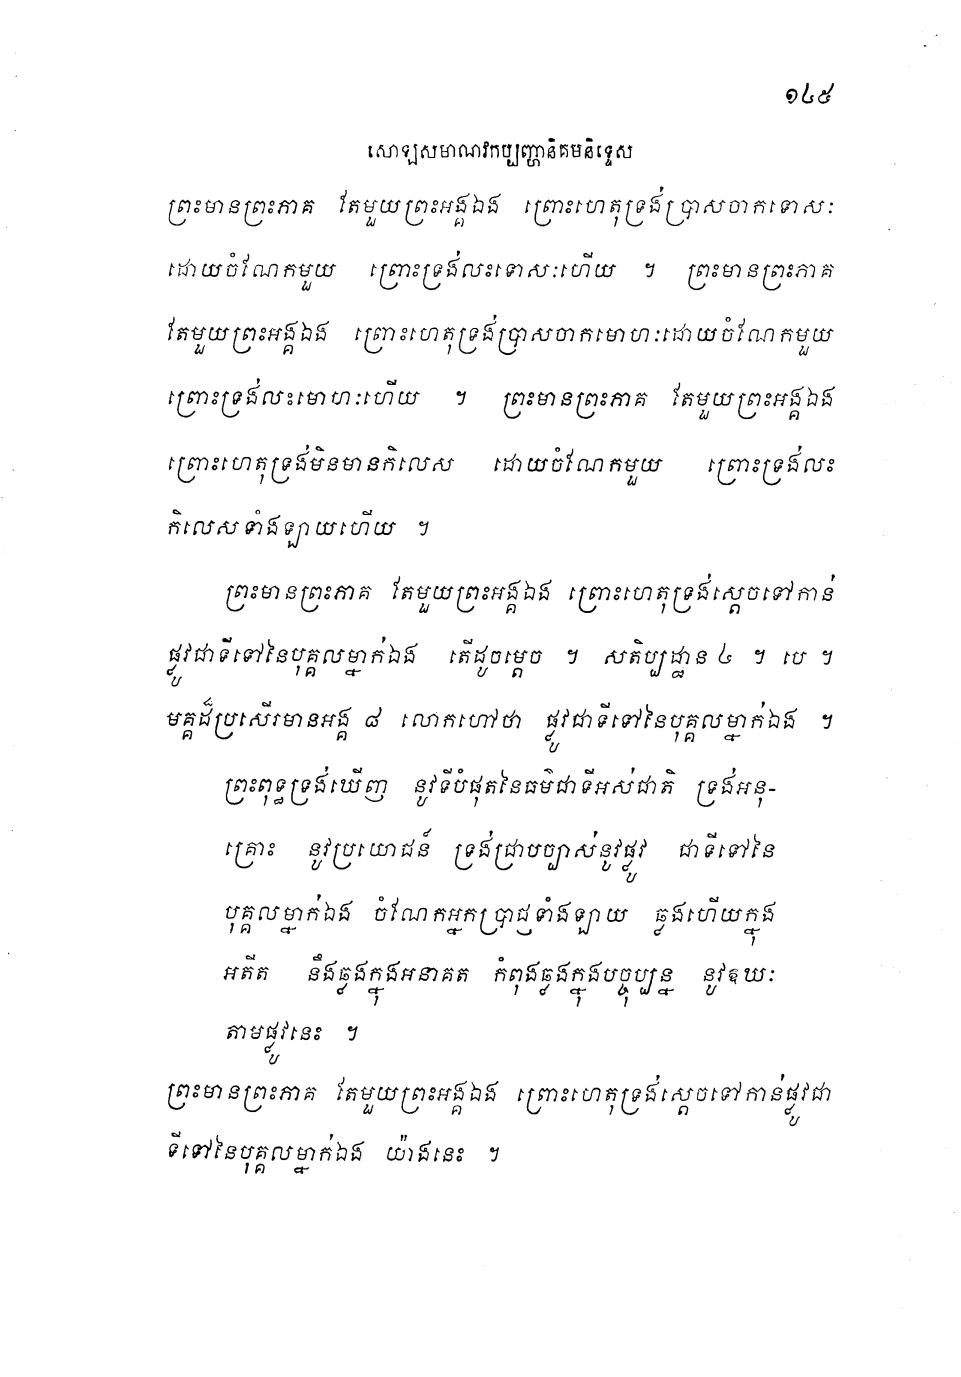 ១៤៥
សោឡសមាណវកប្បញ្ហានិគមនិទ្ទេស
ព្រះមានព្រះភាគ តែមួយព្រះអង្គឯង ព្រោះហេតុទ្រង់ប្រាសចាកទោសៈ
ដោយចំណែកមួយ ព្រោះទ្រង់លះទោសៈហើយ ។ ព្រះមានព្រះភាគ
តែមួយព្រះអង្គឯង ព្រោះហេតុទ្រង់ប្រាសចាកមោហៈដោយចំណែកមួយ
ព្រោះទ្រង់លះមោហៈហើយ ។ ព្រះមានព្រះភាគ តែមួយព្រះអង្គឯង
ព្រោះហេតុទ្រង់មិនមានកិលេស ដោយចំណែកមួយ ព្រោះទ្រង់លះ
កិលេសទាំងឡាយហើយ ។
ព្រះមានព្រះភាគ តែមួយព្រះអង្គឯង ព្រោះហេតុទ្រង់ស្តេចទៅកាន់
ផ្លូវជាទីទៅនៃបុគ្គលម្នាក់ឯង តើដូចម្តេច ។ សតិប្បដ្ឋាន ៤ ។ បេ ។
មគ្គដ៏ប្រសើរមានអង្គ ៨ លោកហៅថា ផ្លូវជាទីទៅនៃបុគ្គលម្នាក់ឯង ។
ព្រះពុទ្ធទ្រង់ឃើញ នូវទីបំផុតនៃធម៌ជាទីអស់ជាតិ ទ្រង់អនុ-
គ្រោះ នូវប្រយោជន៍ ទ្រង់ជ្រាបច្បាស់នូវផ្លូវ ជាទីទៅនៃ
បុគ្គលម្នាក់ឯង ចំណែកអ្នកប្រាជ្ញទាំងឡាយ ឆ្លងហើយក្នុង
អតីត នឹងឆ្លងក្នុងអនាគត កំពុងឆ្លងក្នុងបច្ចុប្បន្ន នូវឱឃៈ
តាមផ្លូវនេះ ។
ព្រះមានព្រះភាគ តែមួយព្រះអង្គឯង ព្រោះហេតុទ្រង់ស្តេចទៅកាន់ផ្លូវជា
ទីទៅនៃបុគ្គលម្នាក់ឯង យ៉ាងនេះ ។